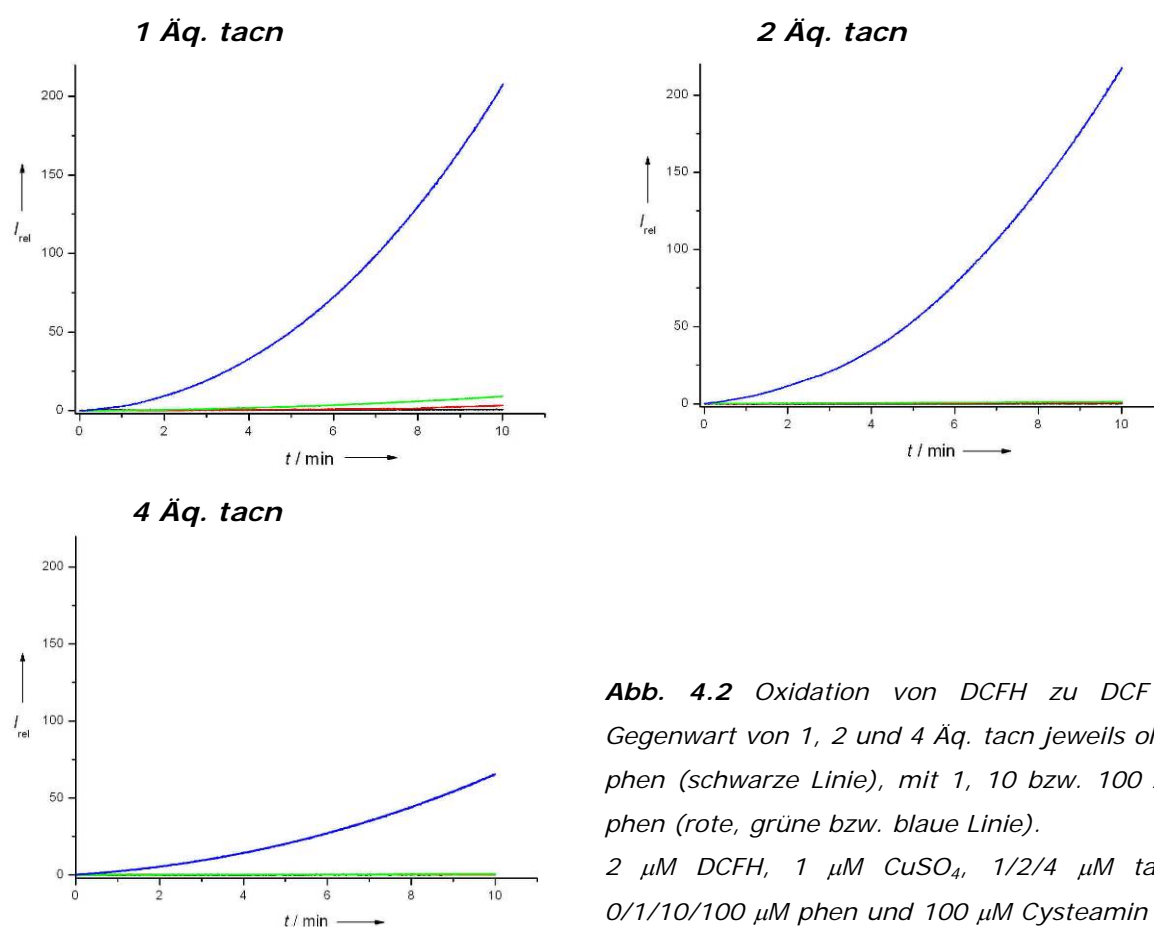 1 Äq. tacn
2 Äq. tacn
200
150
100
50
0
I rel
0 2 4 6 8 10
t / min
200
150
100
50
0
I rel
0 2 4 6 8 10
t / min
4 Äq. tacn
200
150
100
50
0
I rel
0 2 4 6 8 10
t / min
Abb. 4.2 Oxidation von DCFH zu DCF
Gegenwart von 1, 2 und 4 Äq. tacn jeweils
phen (schwarze Linie), mit 1, 10 bzw. 100
phen (rote, grüne bzw. blaue Linie).
2 μM DCFH, 1 μM CuSO₄, 1/2/4 μM
0/1/10/100 μM phen und 100 μM Cysteamin